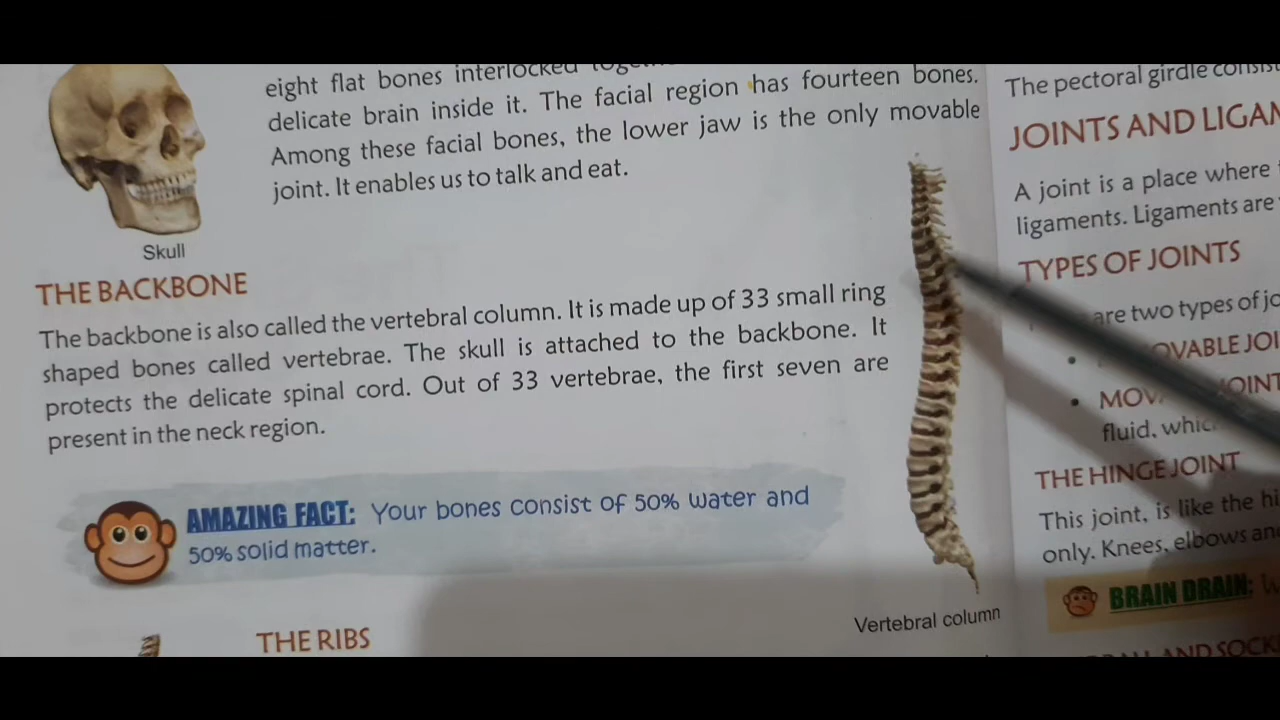 eight flat bones interlocked
delicate brain inside it. The facial region has fourteen bones.
Among these facial bones, the lower jaw is the only movable
joint. It enables us to talk and eat.
Skull
THE BACKBONE
The backbone is also called the vertebral column. It is made up of 33 small ring
shaped bones called vertebrae. The skull is attached to the backbone. It
protects the delicate spinal cord. Out of 33 vertebrae, the first seven are
present in the neck region.
AMAZING FACT: Your bones consist of 50% water and
50% solid matter.
THE RIBS
Vertebral column
The pectoral girdle
JOINTS AND
A joint is a place where
ligaments. Ligaments are
TYPES OF JOINTS
are two types of
THE HINGE JOINT
This joint, is like the
only. Knees, elbows
BRAIN DRAIN: